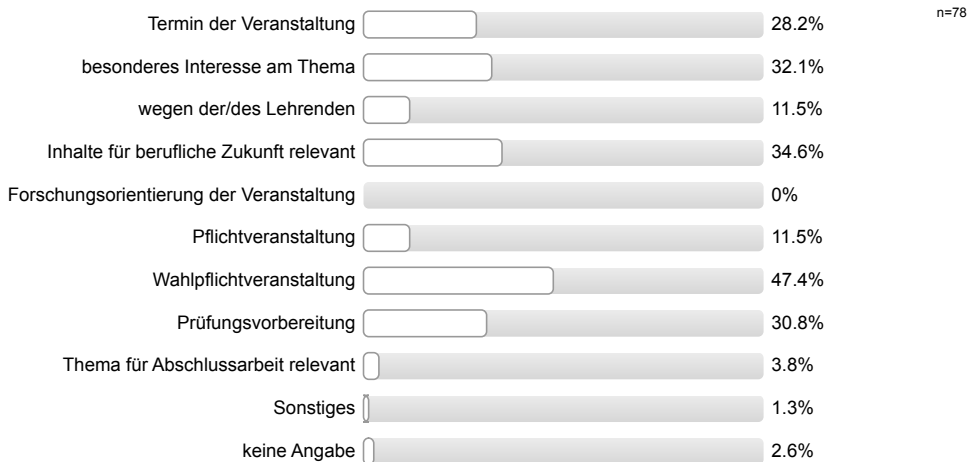 n=78
Termin der Veranstaltung 28.2%
besonderes Interesse am Thema 32.1%
wegen der/des Lehrenden 11.5%
Inhalte für berufliche Zukunft relevant 34.6%
Forschungsorientierung der Veranstaltung 0%
Pflichtveranstaltung 11.5%
Wahlpflichtveranstaltung 47.4%
Prüfungsvorbereitung 30.8%
Thema für Abschlussarbeit relevant 3.8%
Sonstiges 1.3%
keine Angabe 2.6%